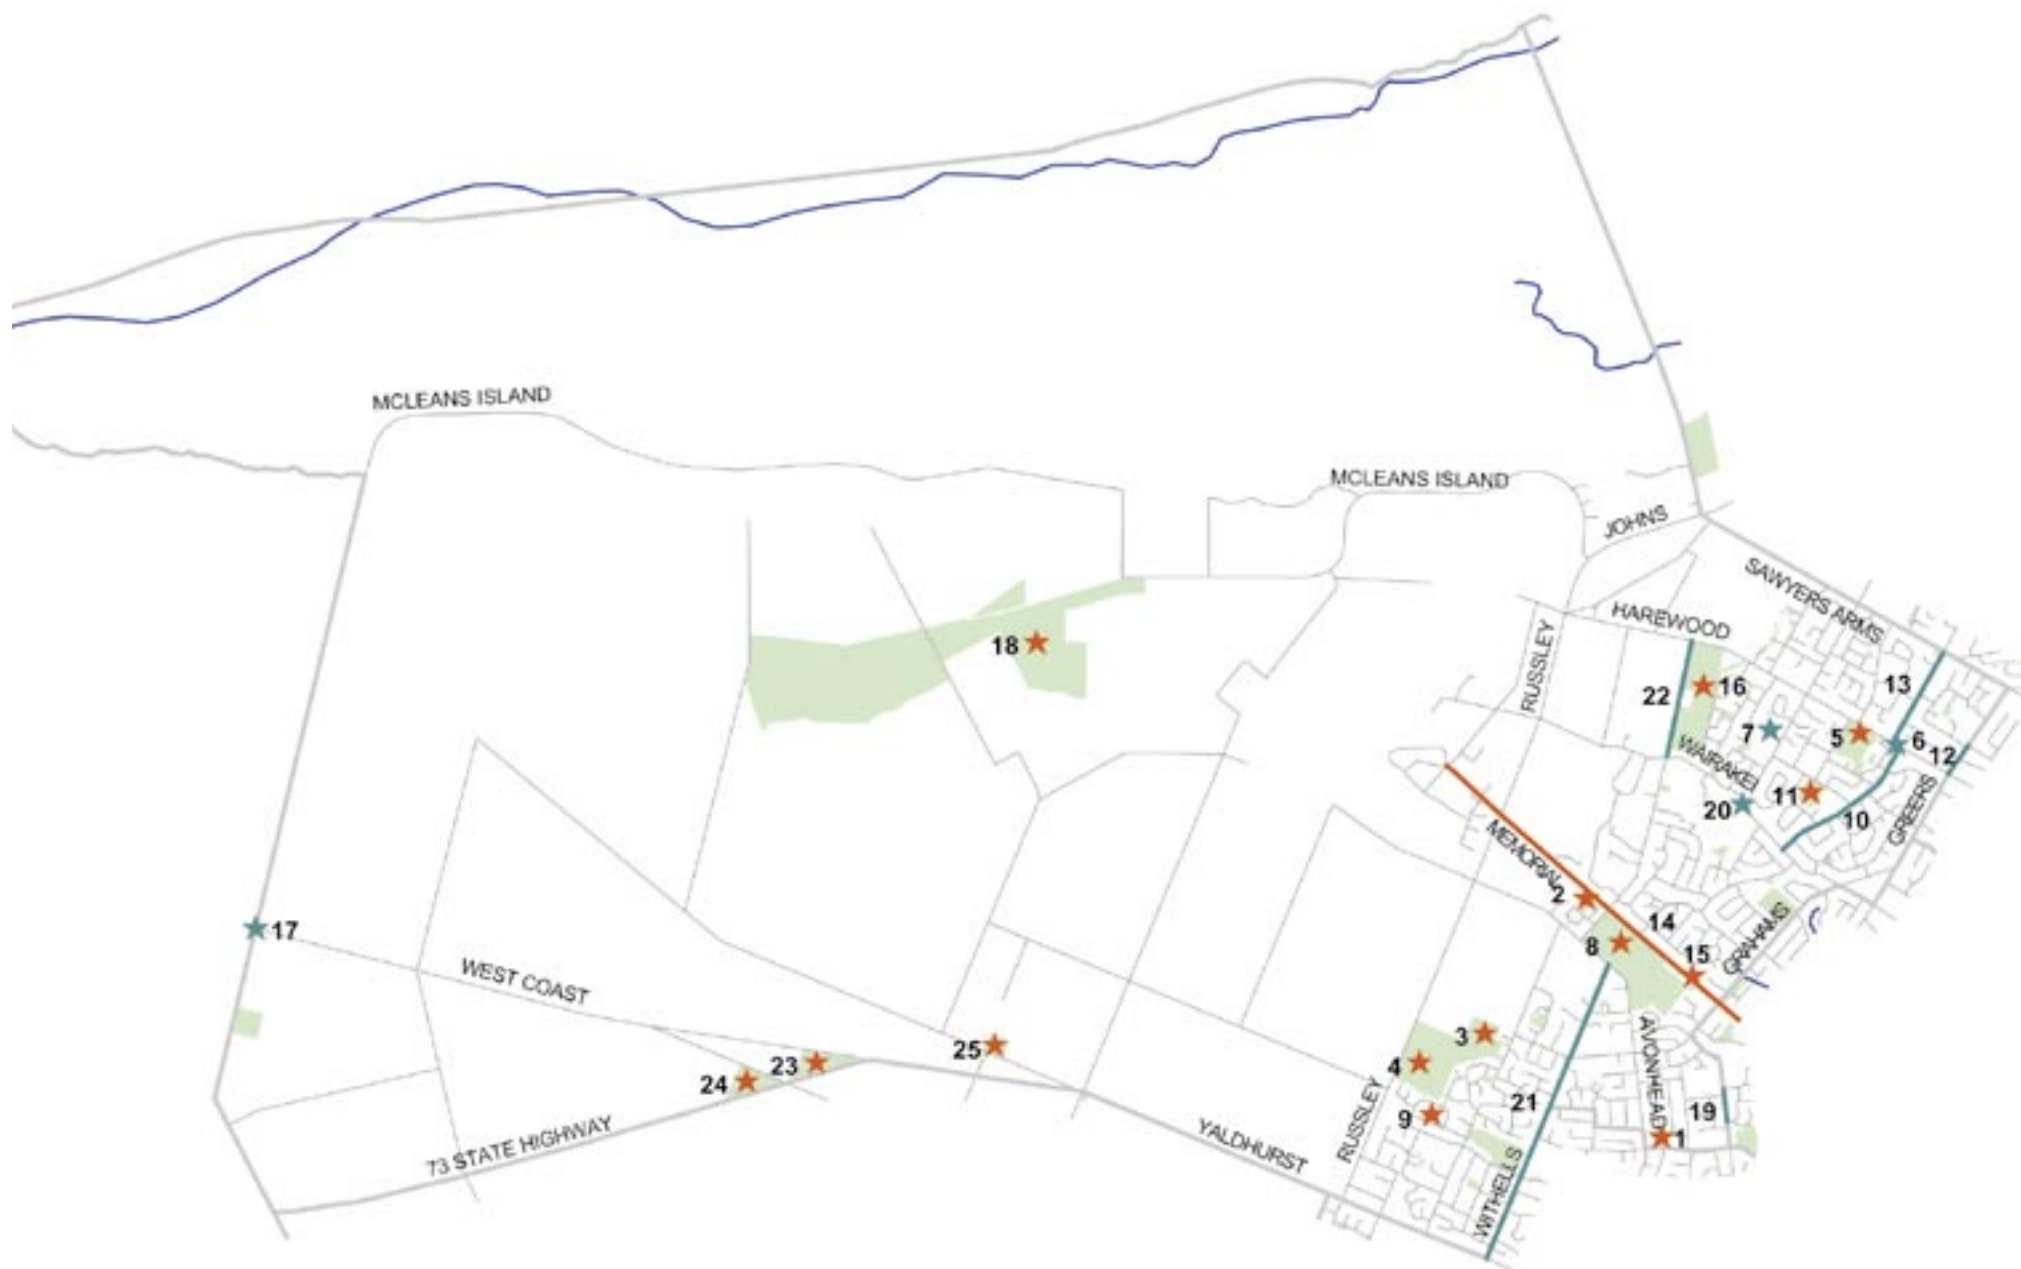 MCLEANS ISLAND
MCLEANS ISLAND
JOHNS
SAWYERS ARMS
HAREWOOD
RUSSLEY
18
22
16
13
7
5
6
12
WAIRAKEI
11
20
10
GREERS
MEMORIAL
2
14
8
15
GRAHAMS
17
WEST COAST
25
23
24
3
4
9
21
AVONHEAD
19
1
RUSSLEY
YALDHURST
WITHELLS
73 STATE HIGHWAY